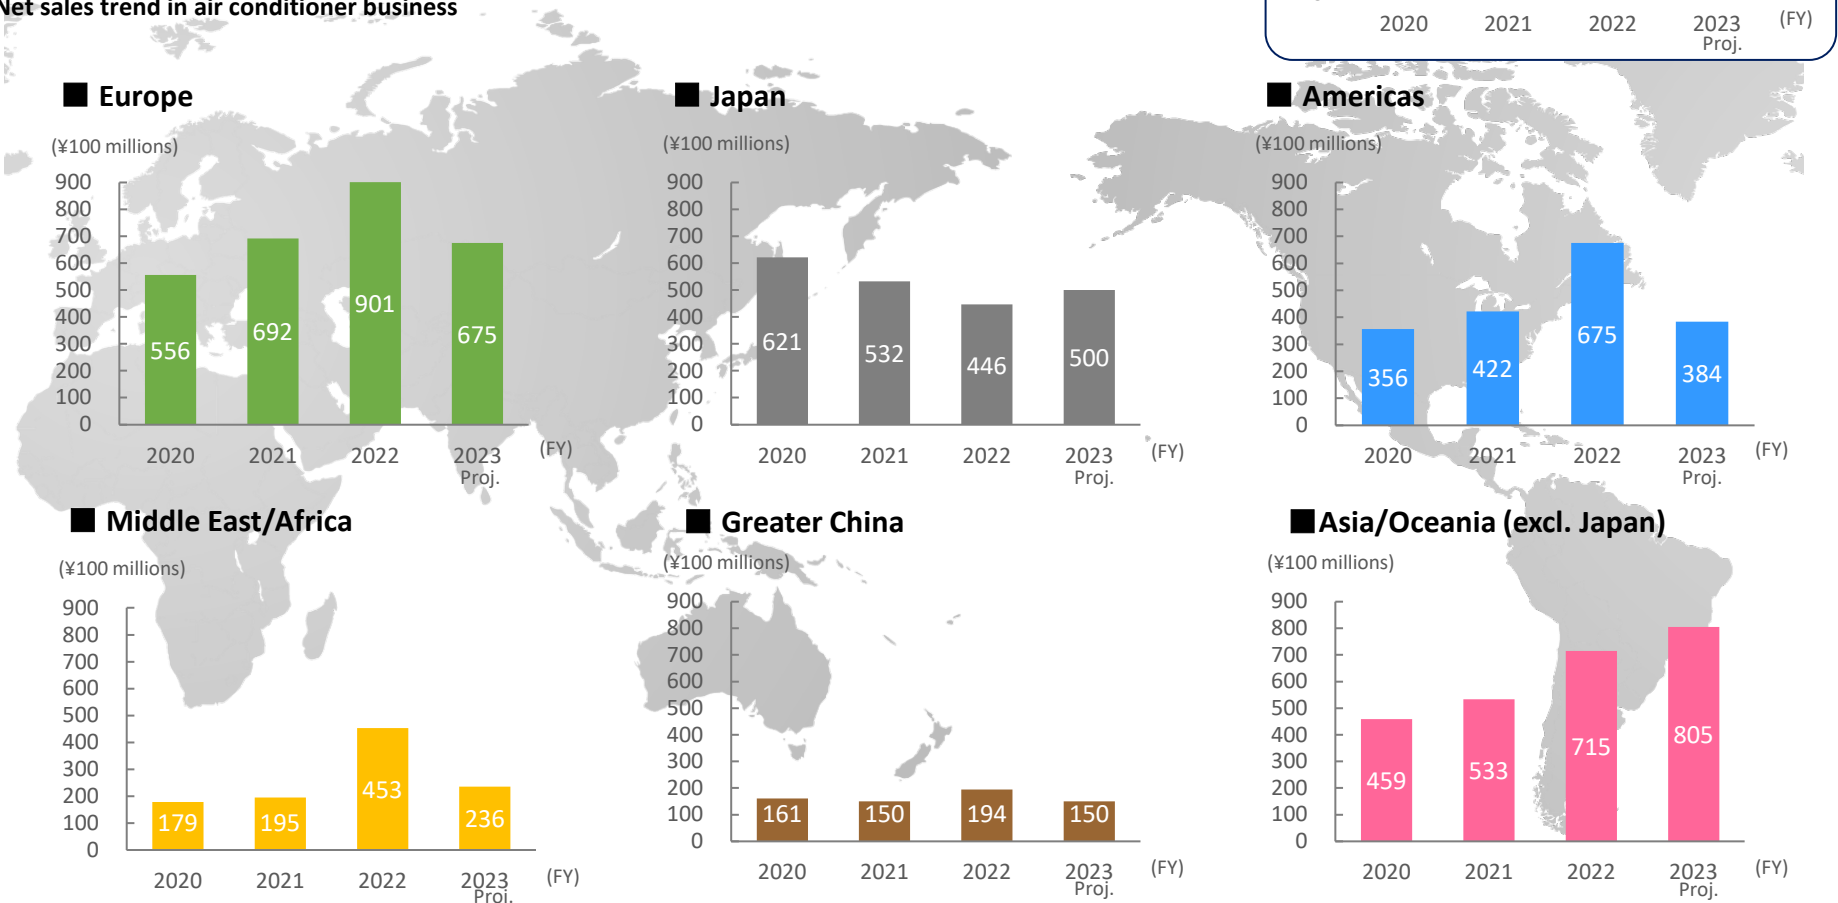 Net sales trend in air conditioner business
2020 2021 2022 2023 (FY)
Proj.
■ Europe
(¥100 millions)
900
800
700
600
500
400
300
200
100
0
556 692 901 675
2020 2021 2022 2023 (FY)
Proj.
■ Japan
(¥100 millions)
900
800
700
600
500
400
300
200
100
0
621 532 446 500
2020 2021 2022 2023 (FY)
Proj.
■ Americas
(¥100 millions)
900
800
700
600
500
400
300
200
100
0
356 422 675 384
2020 2021 2022 2023 (FY)
Proj.
■ Middle East/Africa
(¥100 millions)
900
800
700
600
500
400
300
200
100
0
179 195 453 236
2020 2021 2022 2023 (FY)
Proj.
■ Greater China
(¥100 millions)
900
800
700
600
500
400
300
200
100
0
161 150 194 150
2020 2021 2022 2023 (FY)
Proj.
■ Asia/Oceania (excl. Japan)
(¥100 millions)
900
800
700
600
500
400
300
200
100
0
459 533 715 805
2020 2021 2022 2023 (FY)
Proj.